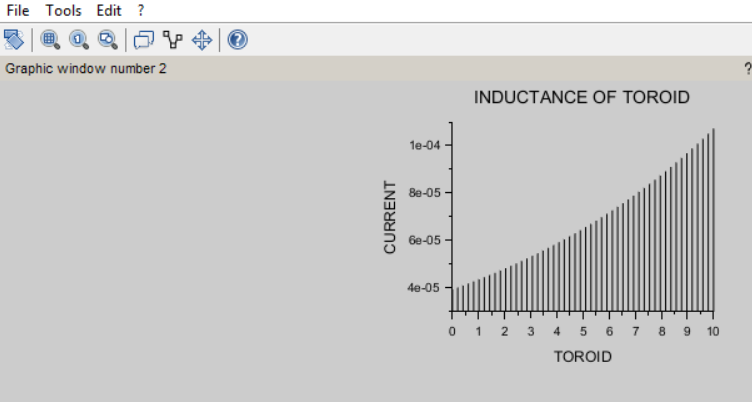 File Tools Edit ?
Graphic window number 2 ?
INDUCTANCE OF TOROID
CURRENT
1e-04
8e-05
6e-05
4e-05
0 1 2 3 4 5 6 7 8 9 10
TOROID